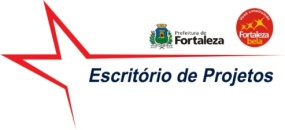 Prefeitura de
Fortaleza
Fortaleza
bela
Escritório de Projetos